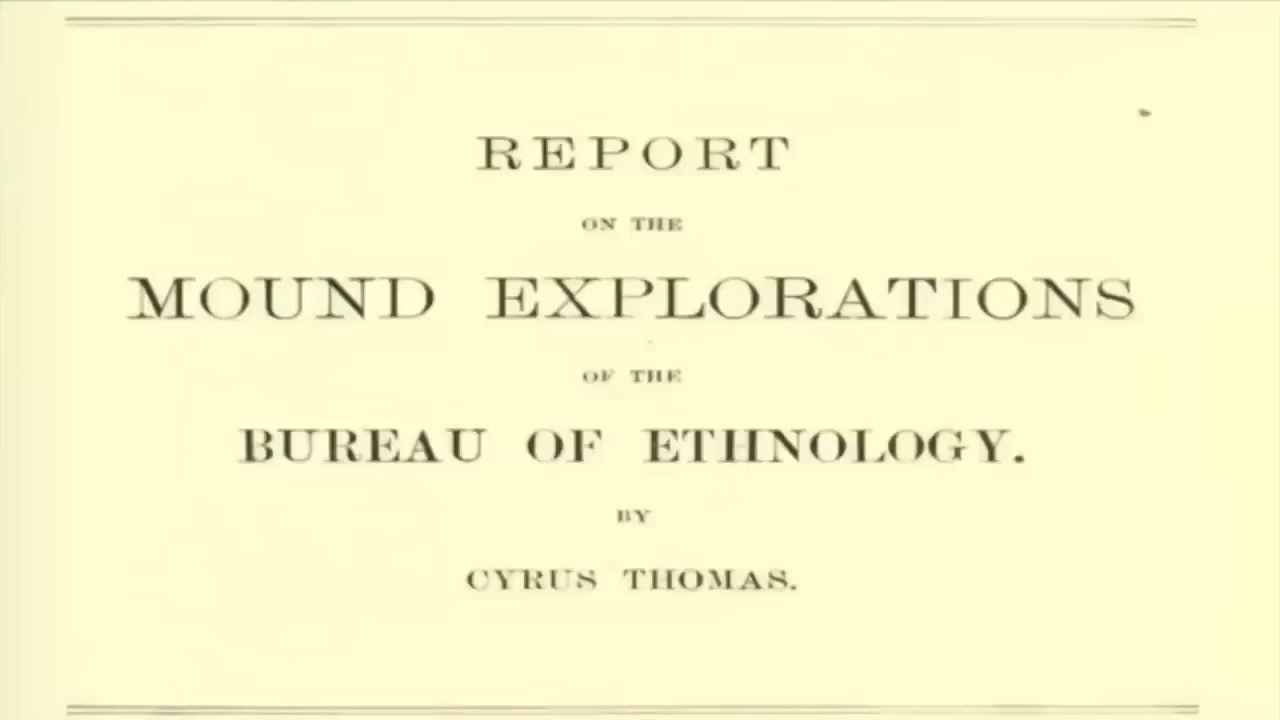 REPORT
ON THE
MOUND EXPLORATIONS
OF THE
BUREAU OF ETHNOLOGY.
BY
CYRUS THOMAS.